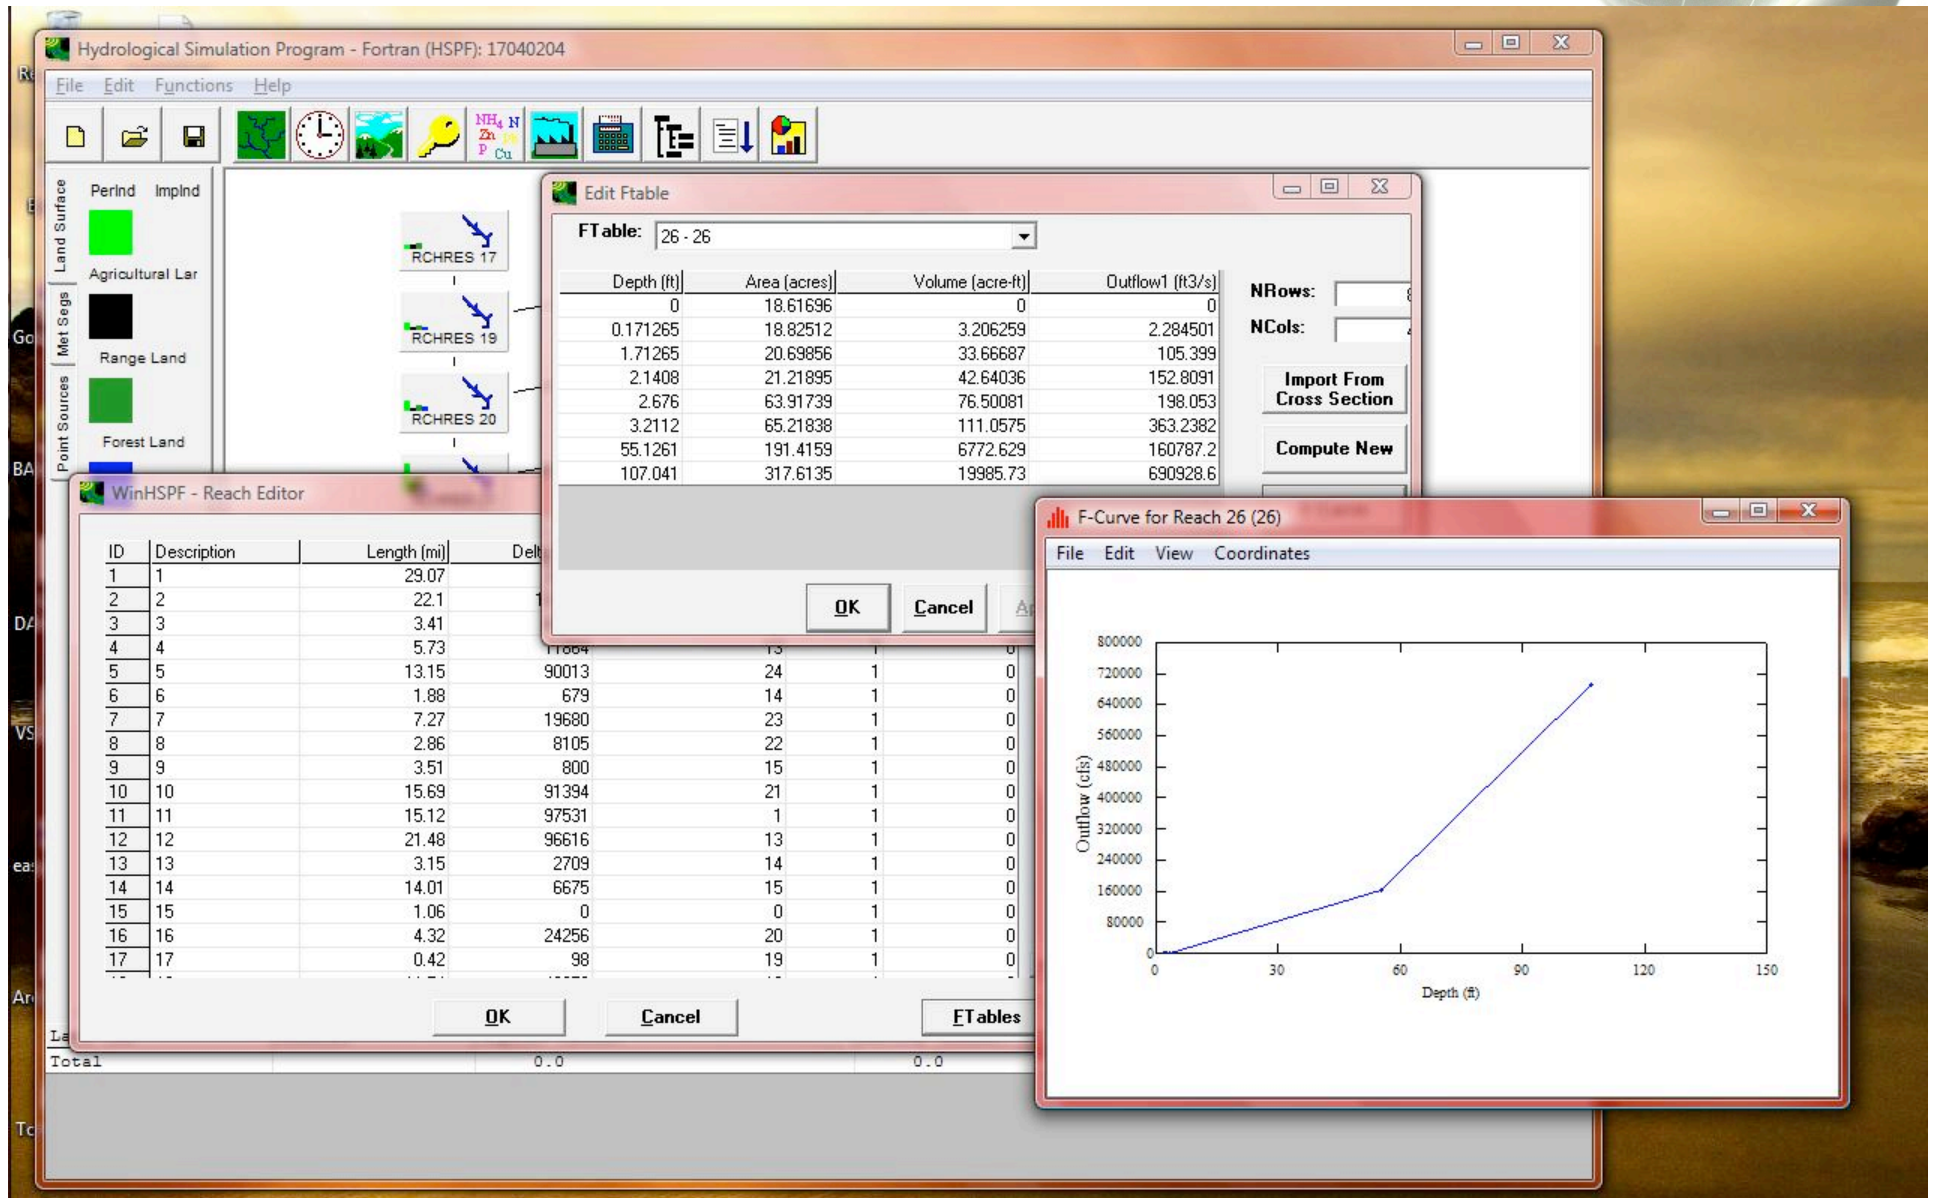 Hydrological Simulation Program - Fortran (HSPF): 17040204
File Edit Functions Help
NH4 N
Zn Pb
P Cu
Land Surface
Met Segs
Point Sources
PerInd ImpInd
Agricultural Lar
Range Land
Forest Land
RCHRES 17
RCHRES 19
RCHRES 20
Edit Ftable
FTable: 26 - 26
Depth (ft) Area (acres) Volume (acre-ft) Outflow1 (ft3/s)
0 18.61696 0 0
0.171265 18.82512 3.206259 2.284501
1.71265 20.69856 33.66687 105.399
2.1408 21.21895 42.64036 152.8091
2.676 63.91739 76.50081 198.053
3.2112 65.21838 111.0575 363.2382
55.1261 191.4159 6772.629 160787.2
107.041 317.6135 19985.73 690928.6
NRows:
NCols:
Import From
Cross Section
Compute New
OK Cancel
WinHSPF - Reach Editor
ID Description Length (mi) Delt
1 1 29.07
2 2 22.1
3 3 3.41
4 4 5.73 11864 13 1 0
5 5 13.15 90013 24 1 0
6 6 1.88 679 14 1 0
7 7 7.27 19680 23 1 0
8 8 2.86 8105 22 1 0
9 9 3.51 800 15 1 0
10 10 15.69 91394 21 1 0
11 11 15.12 97531 1 1 0
12 12 21.48 96616 13 1 0
13 13 3.15 2709 14 1 0
14 14 14.01 6675 15 1 0
15 15 1.06 0 0 1 0
16 16 4.32 24256 20 1 0
17 17 0.42 98 19 1 0
OK Cancel FTables
Total 0.0 0.0
F-Curve for Reach 26 (26)
File Edit View Coordinates
800000
720000
640000
560000
480000
400000
320000
240000
160000
80000
0
Outflow (cfs)
0 30 60 90 120 150
Depth (ft)